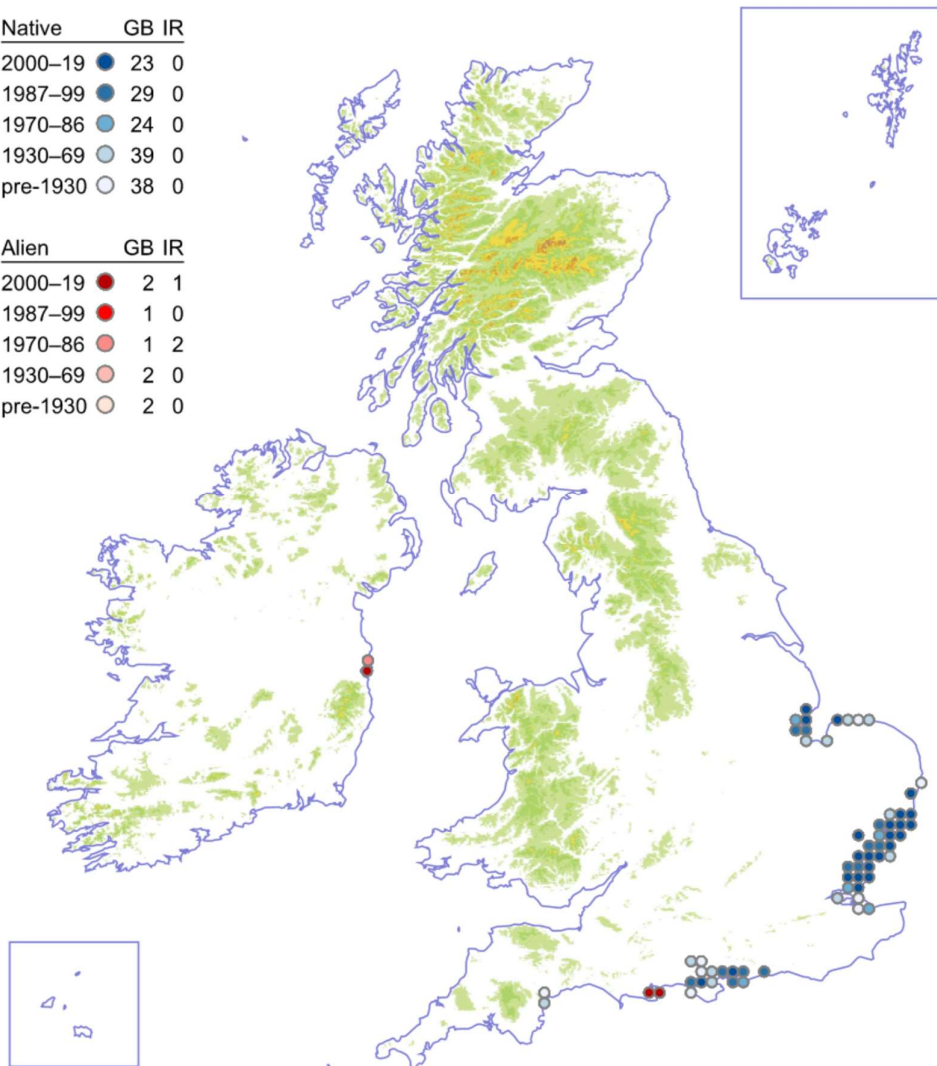 Native GB IR
2000–19 23 0
1987–99 29 0
1970–86 24 0
1930–69 39 0
pre-1930 38 0
Alien GB IR
2000–19 2 1
1987–99 1 0
1970–86 1 2
1930–69 2 0
pre-1930 2 0